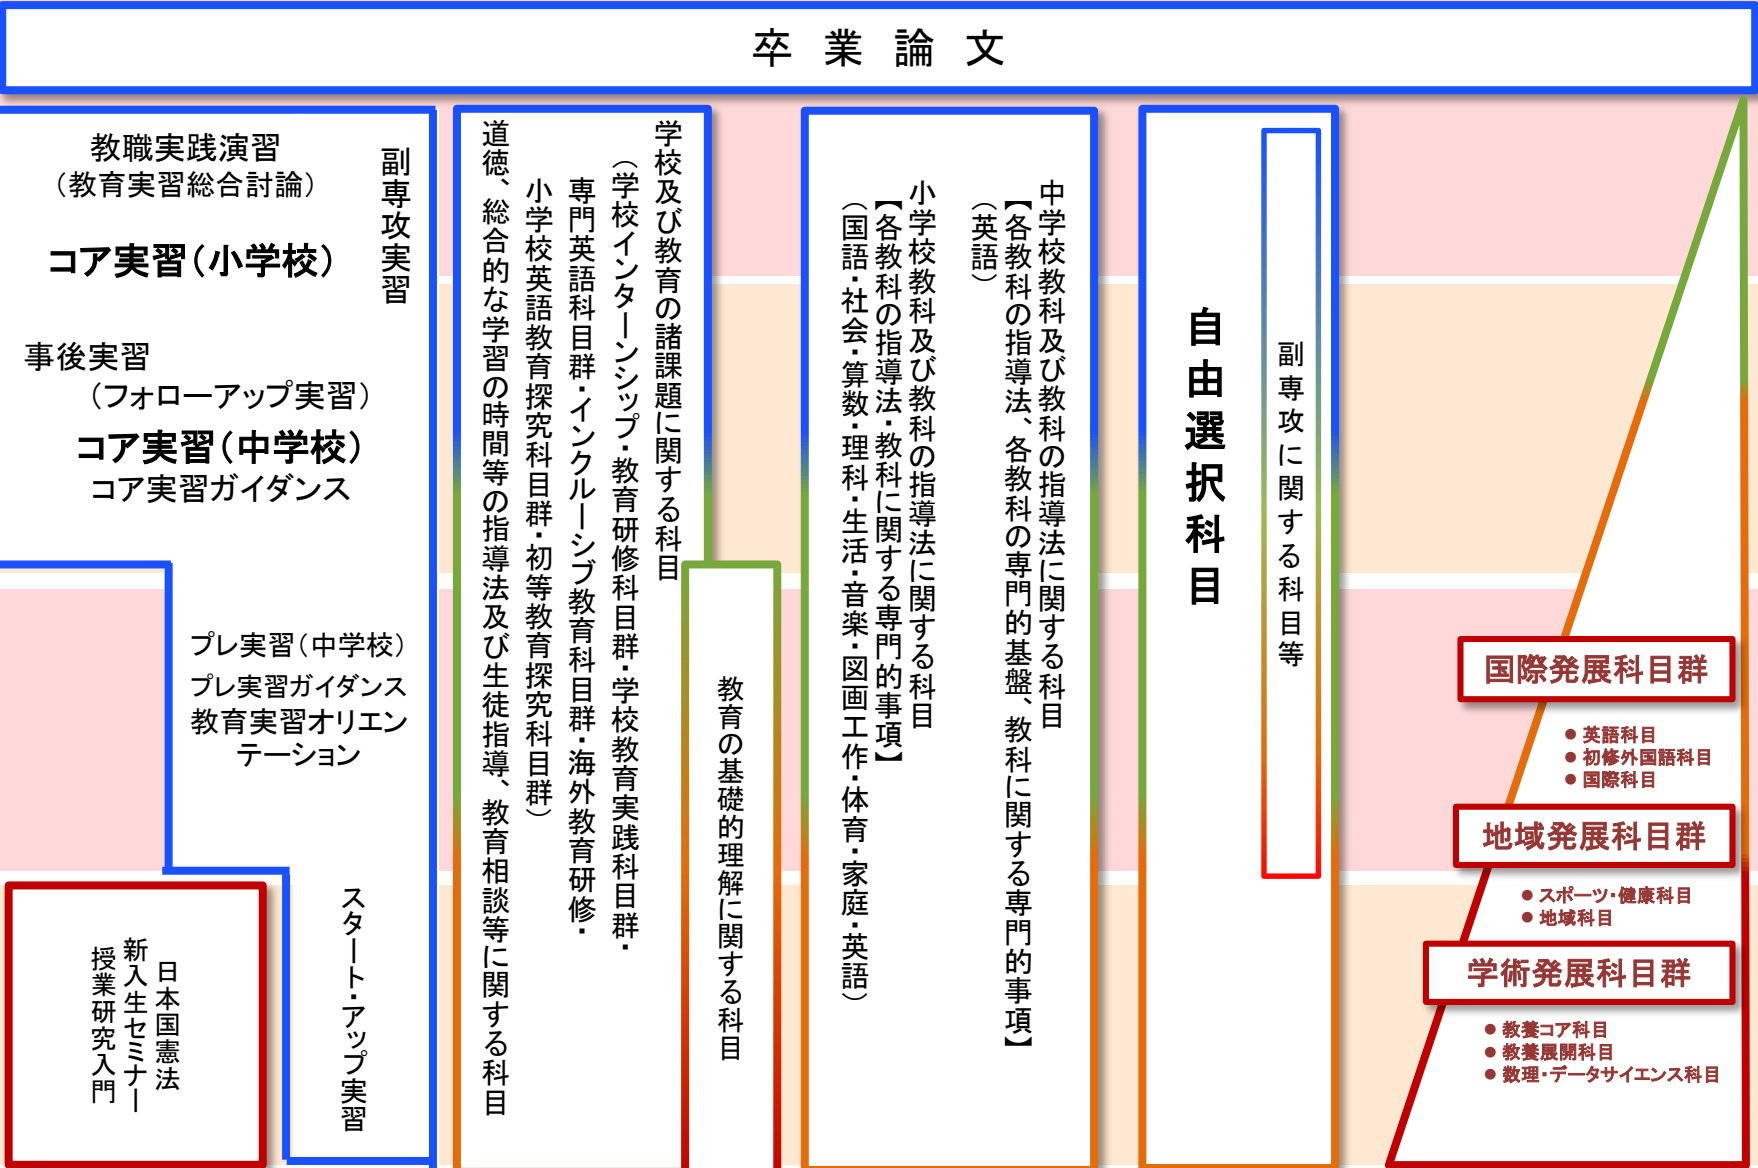 卒業論文
教職実践演習
（教育実習総合討論）
副専攻実習
コア実習（小学校）
事後実習
（フォローアップ実習）
コア実習（中学校）
コア実習ガイダンス
プレ実習（中学校）
プレ実習ガイダンス
教育実習オリエン
テーション
スタート・アップ実習
日本国憲法
新入生セミナー
授業研究入門
学校及び教育の諸課題に関する科目
（学校インターンシップ・教育研修科目群・学校教育実践科目群・
専門英語科目群・インクルーシブ教育科目群・海外教育研修・
小学校英語教育探究科目群・初等教育探究科目群）
道徳、総合的な学習の時間等の指導法及び生徒指導、教育相談等に関する科目
教育の基礎的理解に関する科目
中学校教科及び教科の指導法に関する科目
【各教科の指導法、各教科の専門的基盤、教科に関する専門的事項】
（英語）
小学校教科及び教科の指導法に関する科目
【各教科の指導法・教科に関する専門的事項】
（国語・社会・算数・理科・生活・音楽・図画工作・体育・家庭・英語）
自由選択科目
副専攻に関する科目等
国際発展科目群
● 英語科目
● 初修外国語科目
● 国際科目
地域発展科目群
● スポーツ・健康科目
● 地域科目
学術発展科目群
● 教養コア科目
● 教養展開科目
● 数理・データサイエンス科目